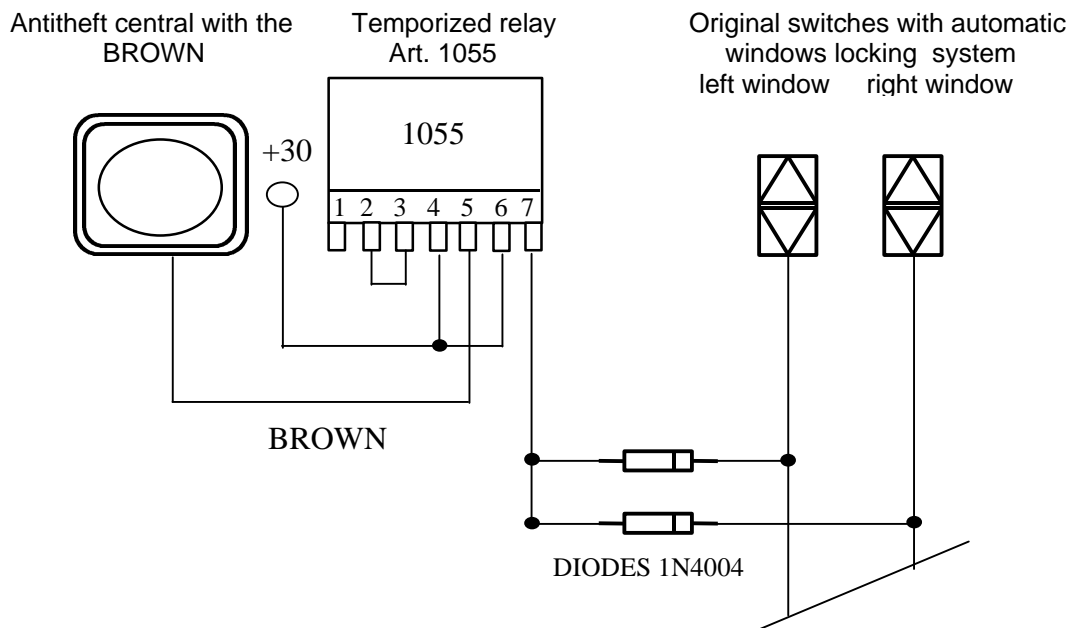 Antitheft central with the
BROWN
Temporized relay
Art. 1055
Original switches with automatic
windows locking system
left window right window
+30
1055
1 2 3 4 5 6 7
BROWN
DIODES 1N4004